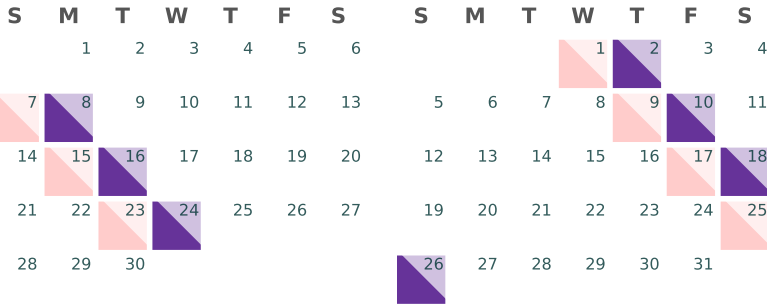 S M T W T F S
1 2 3 4 5 6
7 8 9 10 11 12 13
14 15 16 17 18 19 20
21 22 23 24 25 26 27
28 29 30
S M T W T F S
1 2 3 4
5 6 7 8 9 10 11
12 13 14 15 16 17 18
19 20 21 22 23 24 25
26 27 28 29 30 31